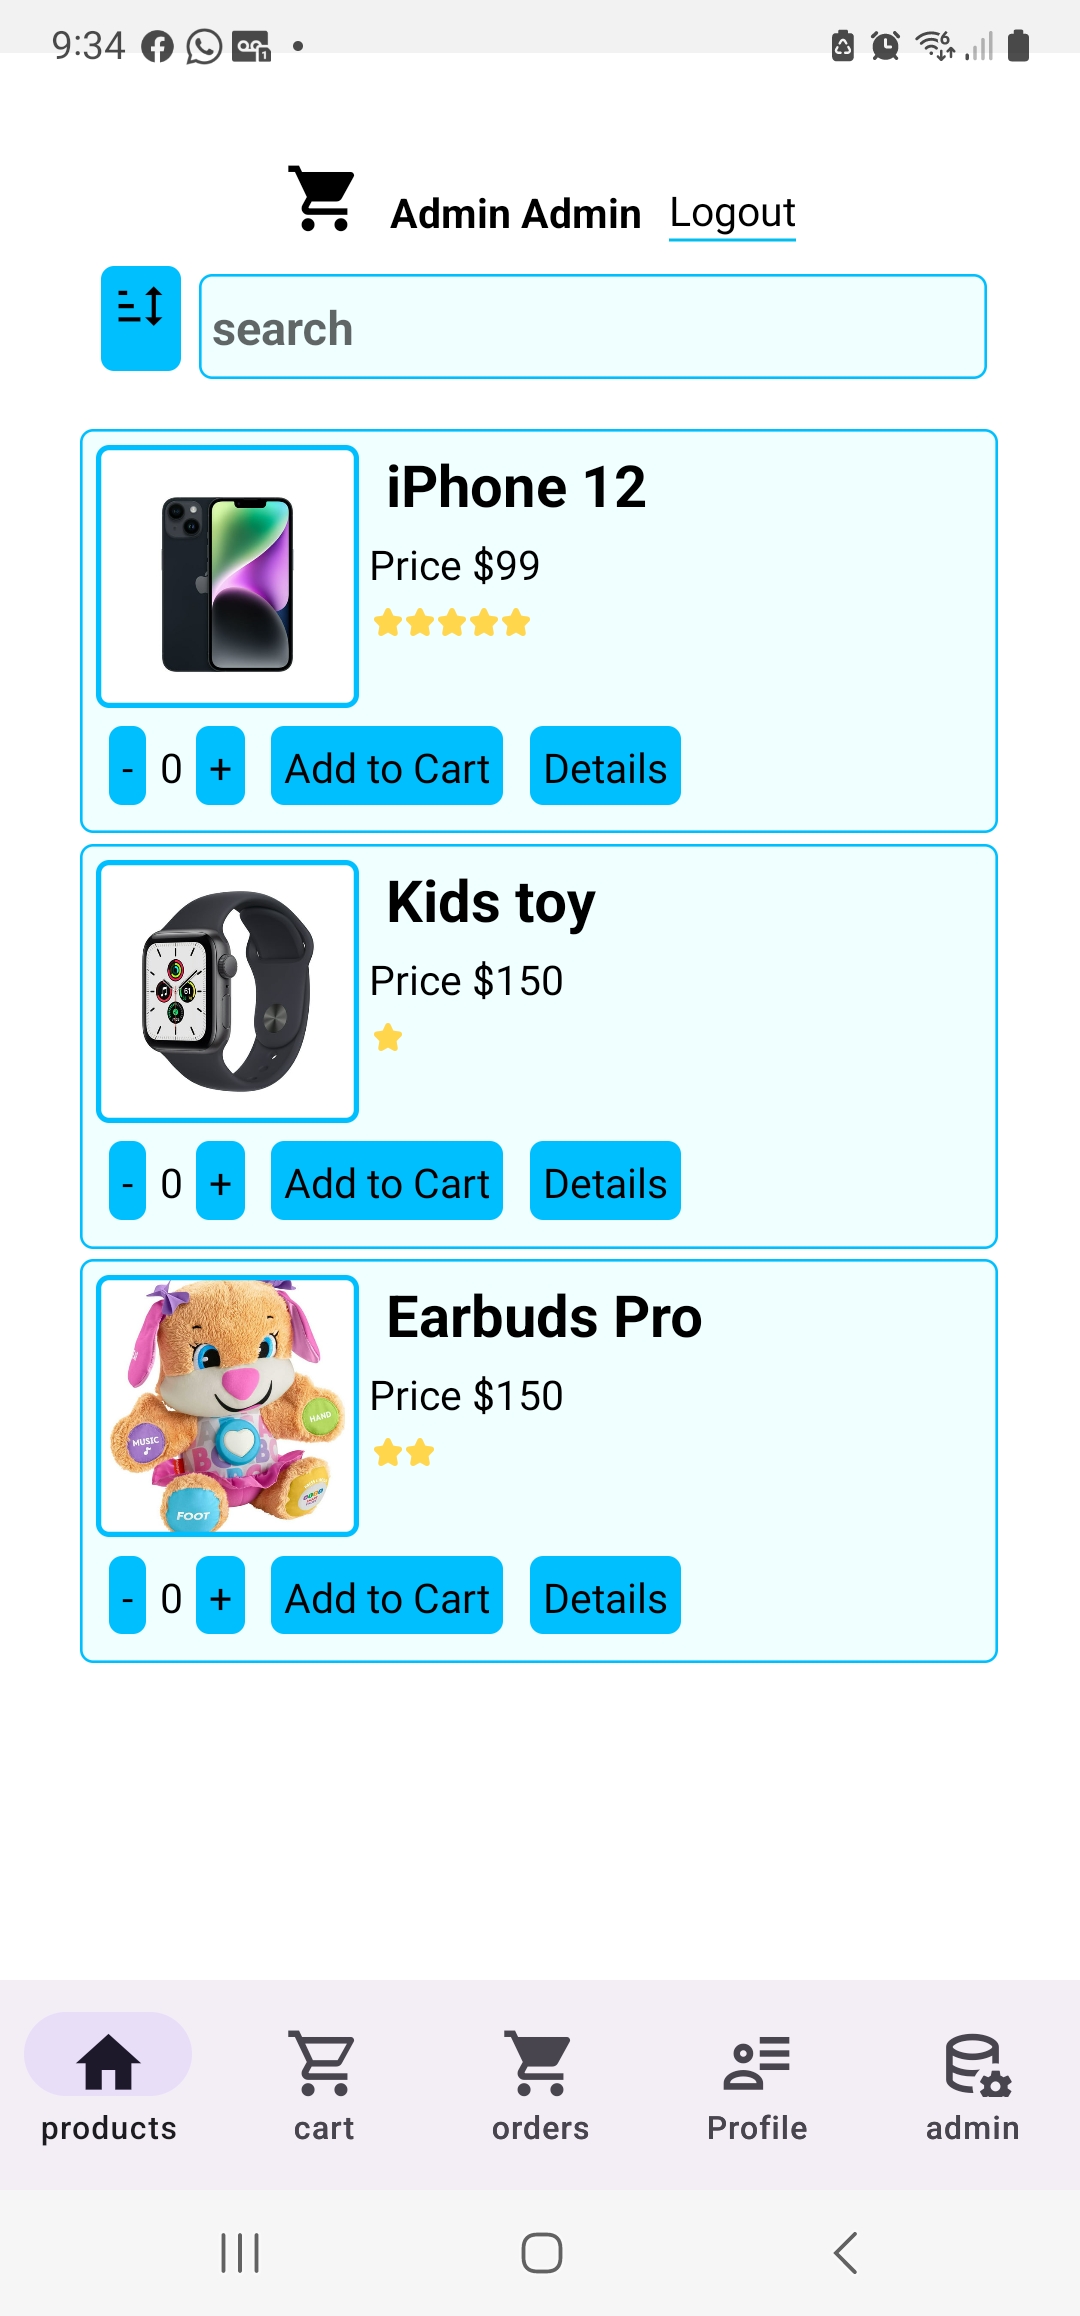 9:34
Admin Admin Logout
search
iPhone 12
Price $99
- 0 + Add to Cart Details
Kids toy
Price $150
- 0 + Add to Cart Details
Earbuds Pro
Price $150
MUSIC
HAND
FOOT
- 0 + Add to Cart Details
products cart orders Profile admin